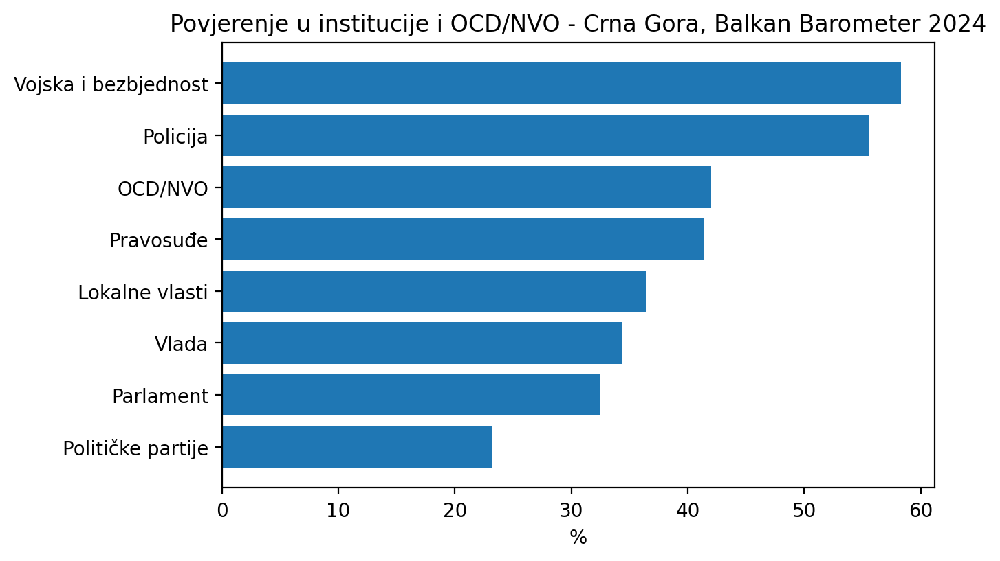 Povjerenje u institucije i OCD/NVO - Crna Gora, Balkan Barometer 2024
Vojska i bezbjednost
Policija
OCD/NVO
Pravosuđe
Lokalne vlasti
Vlada
Parlament
Političke partije
0 10 20 30 40 50 60
%